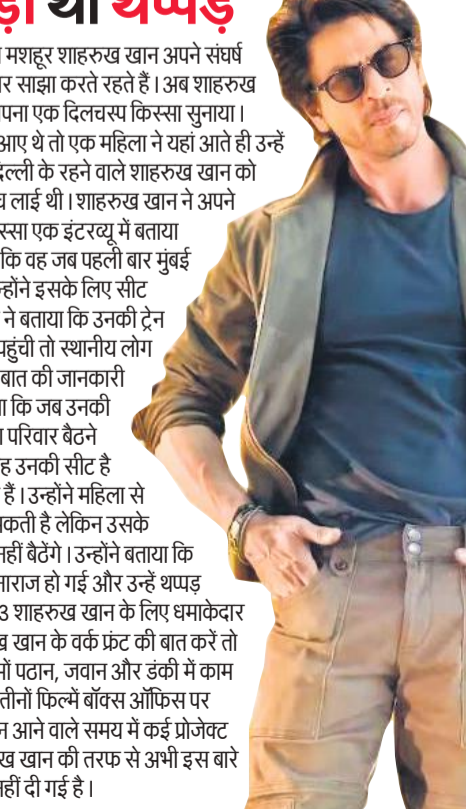 था थप्पड़
मशहूर शाहरुख खान अपने संघर्ष
साझा करते रहते हैं। अब शाहरुख
एक दिलचस्प किस्सा सुनाया।
आए थे तो एक महिला ने यहां आते ही उन्हें
के रहने वाले शाहरुख खान को
लाई थी। शाहरुख खान ने अपने
एक इंटरव्यू में बताया
कि वह जब पहली बार मुंबई
इसके लिए सीट
ने बताया कि उनकी ट्रेन
पहुंची तो स्थानीय लोग
बात की जानकारी
कि जब उनकी
परिवार बैठने
उनकी सीट है
हैं। उन्होंने महिला से
है लेकिन उसके
नहीं बैठेंगे। उन्होंने बताया कि
नाराज हो गई और उन्हें थप्पड़
शाहरुख खान के लिए धमाकेदार
खान के वर्क फ्रंट की बात करें तो
पठान, जवान और डंकी में काम
तीनों फिल्में बॉक्स ऑफिस पर
आने वाले समय में कई प्रोजेक्ट
खान की तरफ से अभी इस बारे
नहीं दी गई है।